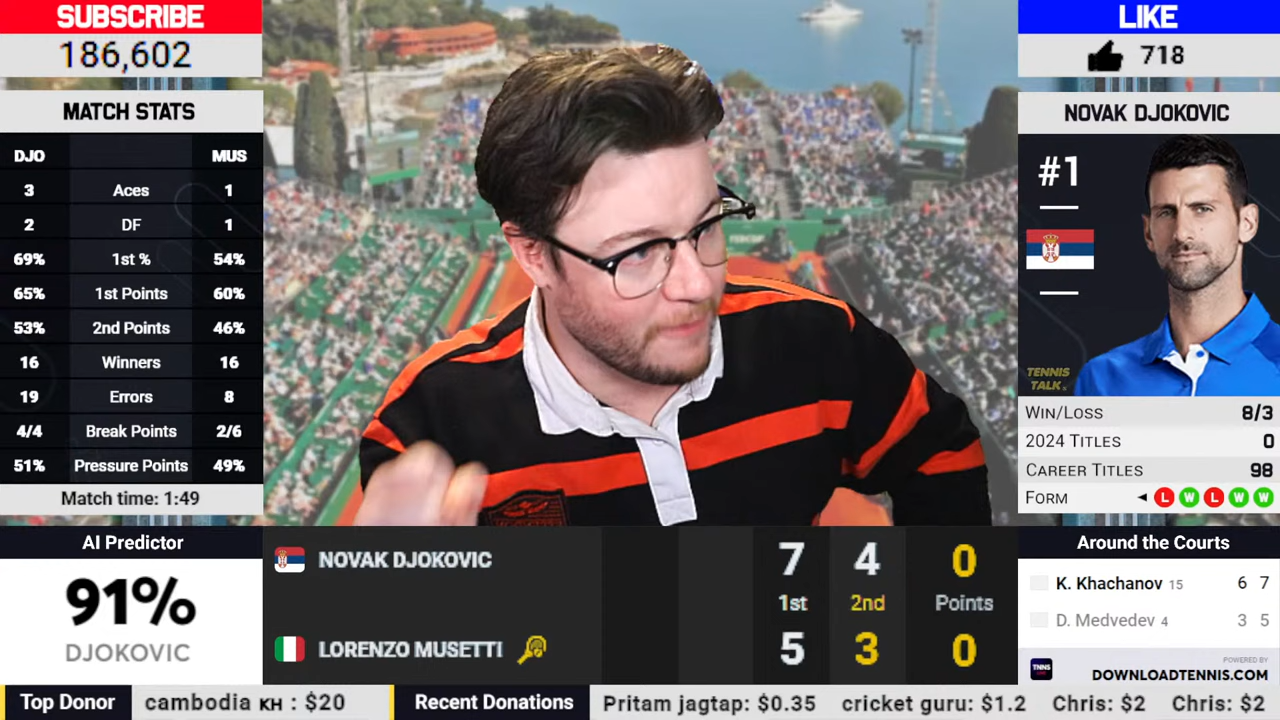 SUBSCRIBE
186,602
MATCH STATS
DJO MUS
3 Aces 1
2 DF 1
69% 1st % 54%
65% 1st Points 60%
53% 2nd Points 46%
16 Winners 16
19 Errors 8
4/4 Break Points 2/6
51% Pressure Points 49%
Match time: 1:49
AI Predictor
91%
DJOKOVIC
LIKE
718
NOVAK DJOKOVIC
#1
TENNIS
TALK.
WIN/LOSS 8/3
2024 TITLES 0
CAREER TITLES 98
FORM L W L W W
Around the Courts
K. Khachanov 15 6 7
D. Medvedev 4 3 5
TNNS
POWERED BY
DOWNLOADTENNIS.COM
NOVAK DJOKOVIC 7 4 0
1st 2nd Points
LORENZO MUSETTI 5 3 0
Top Donor cambodia KH : $20 Recent Donations Pritam jagtap: $0.35 cricket guru: $1.2 Chris: $2 Chris: $2